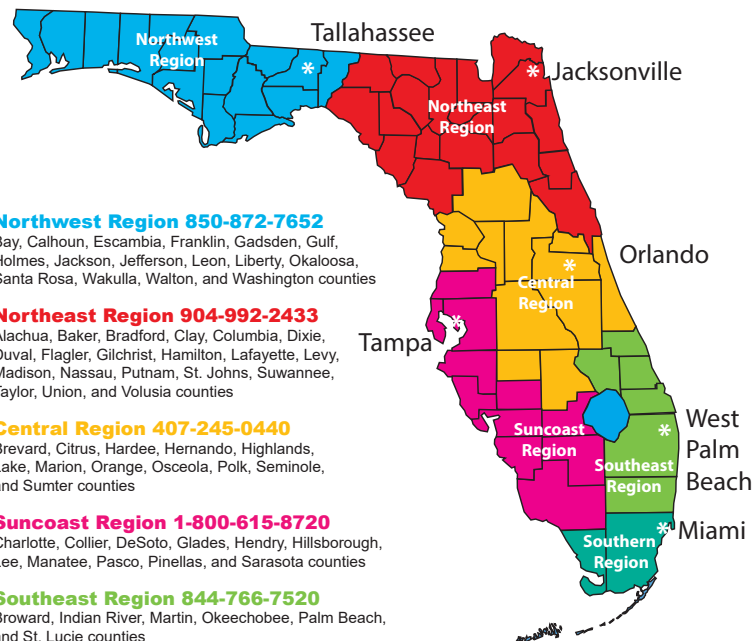 Tallahassee
Northwest
Region
*
* Jacksonville
Northeast
Region
Northwest Region 850-872-7652
Bay, Calhoun, Escambia, Franklin, Gadsden, Gulf,
Holmes, Jackson, Jefferson, Leon, Liberty, Okaloosa,
Santa Rosa, Wakulla, Walton, and Washington counties
Northeast Region 904-992-2433
Alachua, Baker, Bradford, Clay, Columbia, Dixie,
Duval, Flagler, Gilchrist, Hamilton, Lafayette, Levy,
Madison, Nassau, Putnam, St. Johns, Suwannee,
Taylor, Union, and Volusia counties
Central Region 407-245-0440
Brevard, Citrus, Hardee, Hernando, Highlands,
Lake, Marion, Orange, Osceola, Polk, Seminole,
and Sumter counties
Suncoast Region 1-800-615-8720
Charlotte, Collier, DeSoto, Glades, Hendry, Hillsborough,
Lee, Manatee, Pasco, Pinellas, and Sarasota counties
Southeast Region 844-766-7520
Broward, Indian River, Martin, Okeechobee, Palm Beach,
and St. Lucie counties
Orlando
*
Central
Region
Tampa
*
Suncoast
Region
*
West
Palm
Beach
Southeast
Region
* Miami
Southern
Region